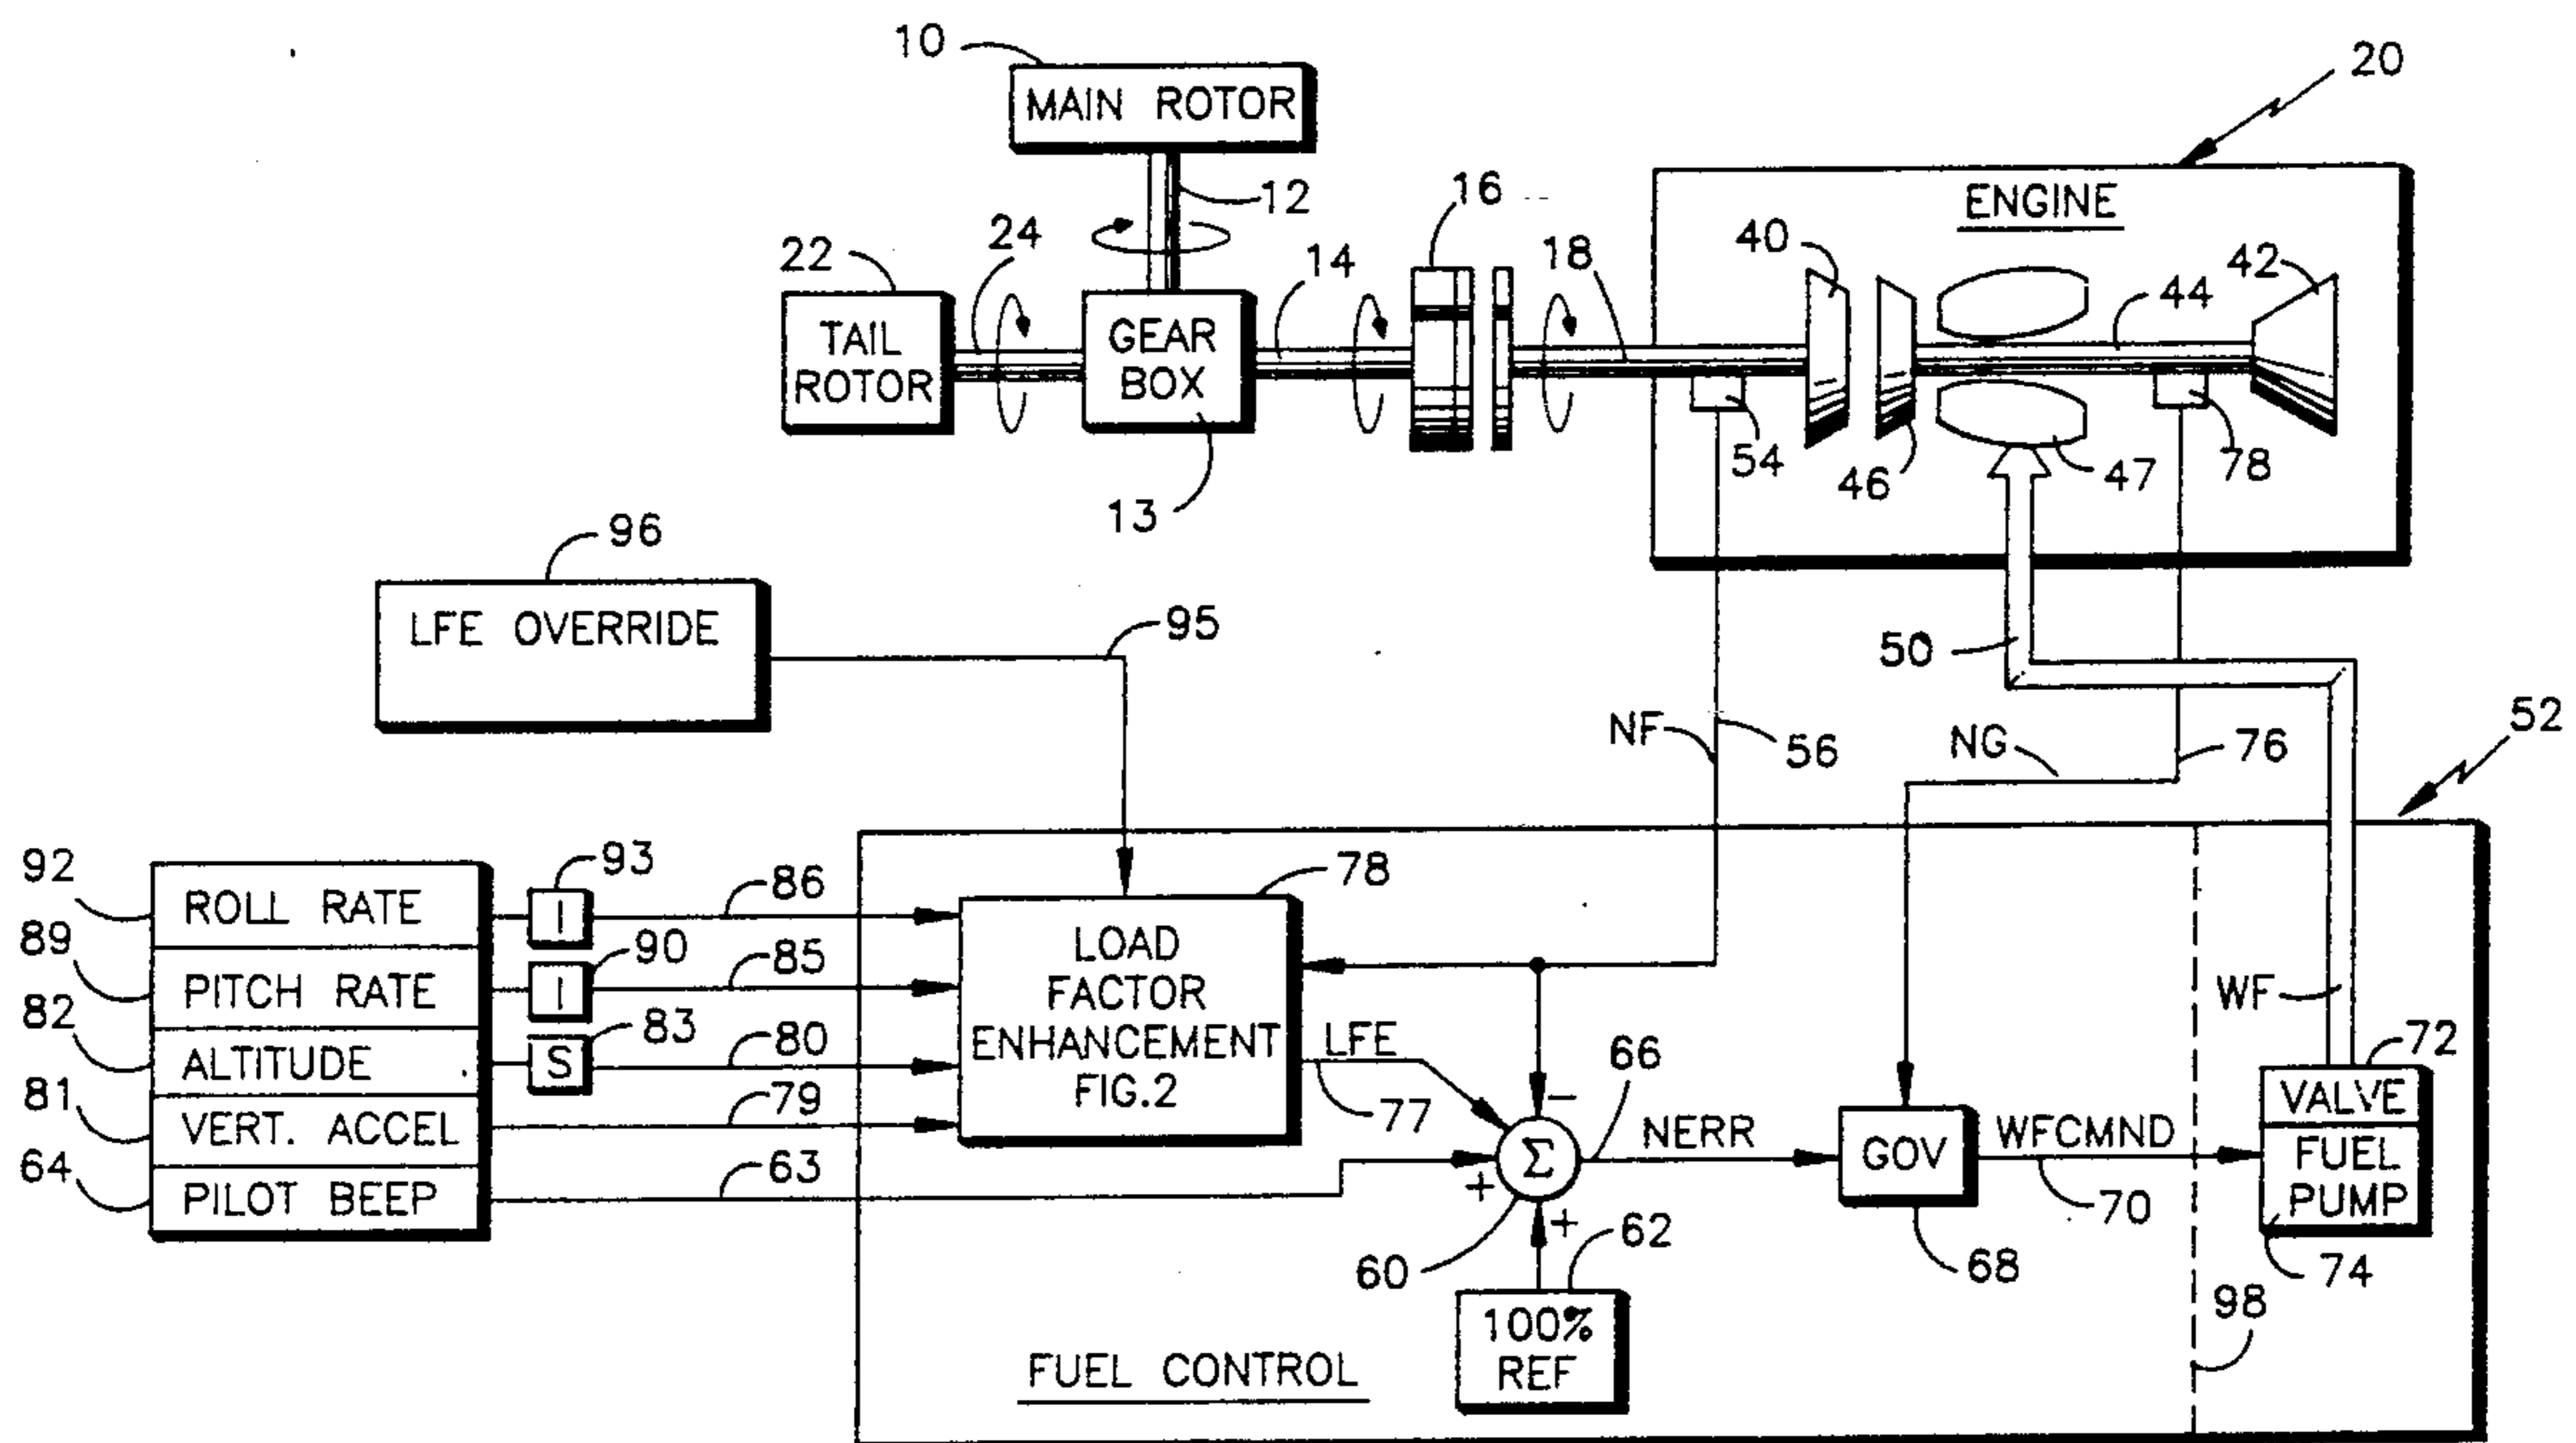 10
MAIN ROTOR
12
20
ENGINE
22
24
14
16
18
40
44
42
TAIL
ROTOR
GEAR
BOX
13
54
46
47
78
96
LFE OVERRIDE
95
50
NF
56
NG
76
52
92
ROLL RATE
93
I
86
89
PITCH RATE
90
I
85
82
ALTITUDE
83
S
80
81
VERT. ACCEL
79
64
PILOT BEEP
63
78
LOAD
FACTOR
ENHANCEMENT
FIG.2
LFE
77
−
+
+
Σ
60
66
NERR
62
100%
REF
GOV
68
WFCMND
70
WF
72
VALVE
FUEL
PUMP
74
98
FUEL CONTROL